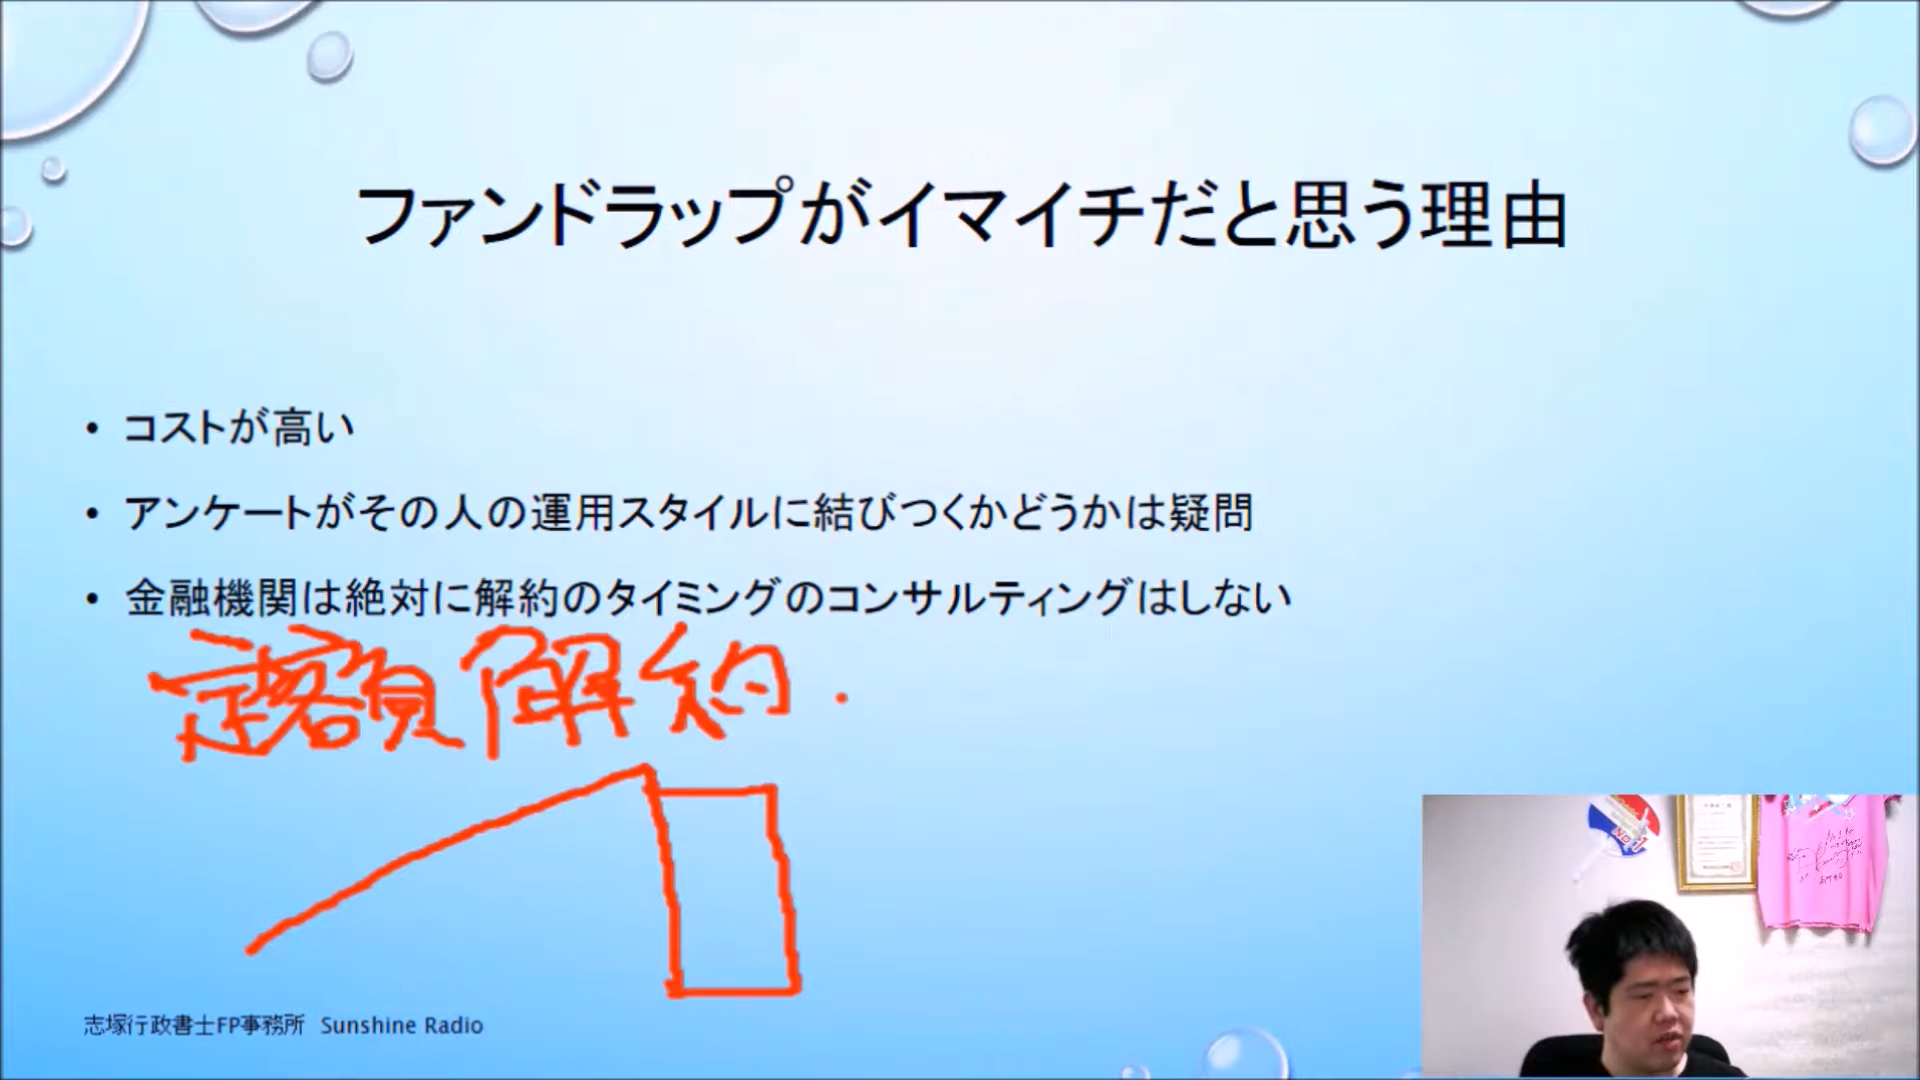 ファンドラップがイマイチだと思う理由
• コストが高い
• アンケートがその人の運用スタイルに結びつくかどうかは疑問
• 金融機関は絶対に解約のタイミングのコンサルティングはしない
定額解約.
志塚行政書士FP事務所 Sunshine Radio